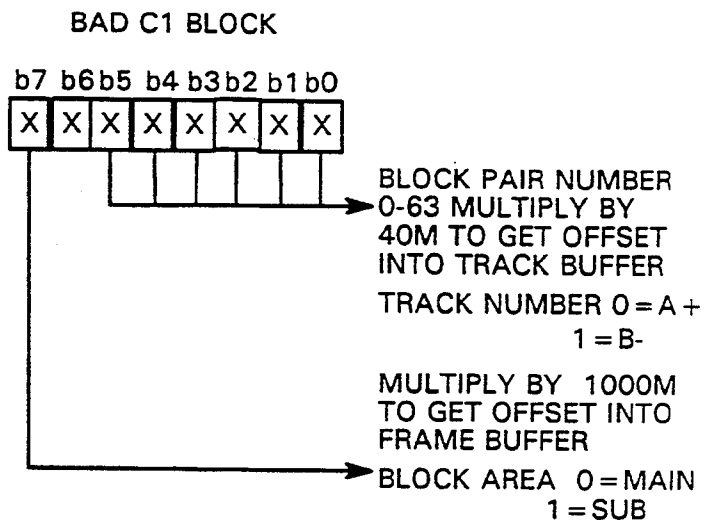 BAD C1 BLOCK
b7 b6 b5 b4 b3 b2 b1 b0
X X X X X X X X
BLOCK PAIR NUMBER
0-63 MULTIPLY BY
40M TO GET OFFSET
INTO TRACK BUFFER
TRACK NUMBER 0=A+
1=B-
MULTIPLY BY 1000M
TO GET OFFSET INTO
FRAME BUFFER
BLOCK AREA 0=MAIN
1=SUB